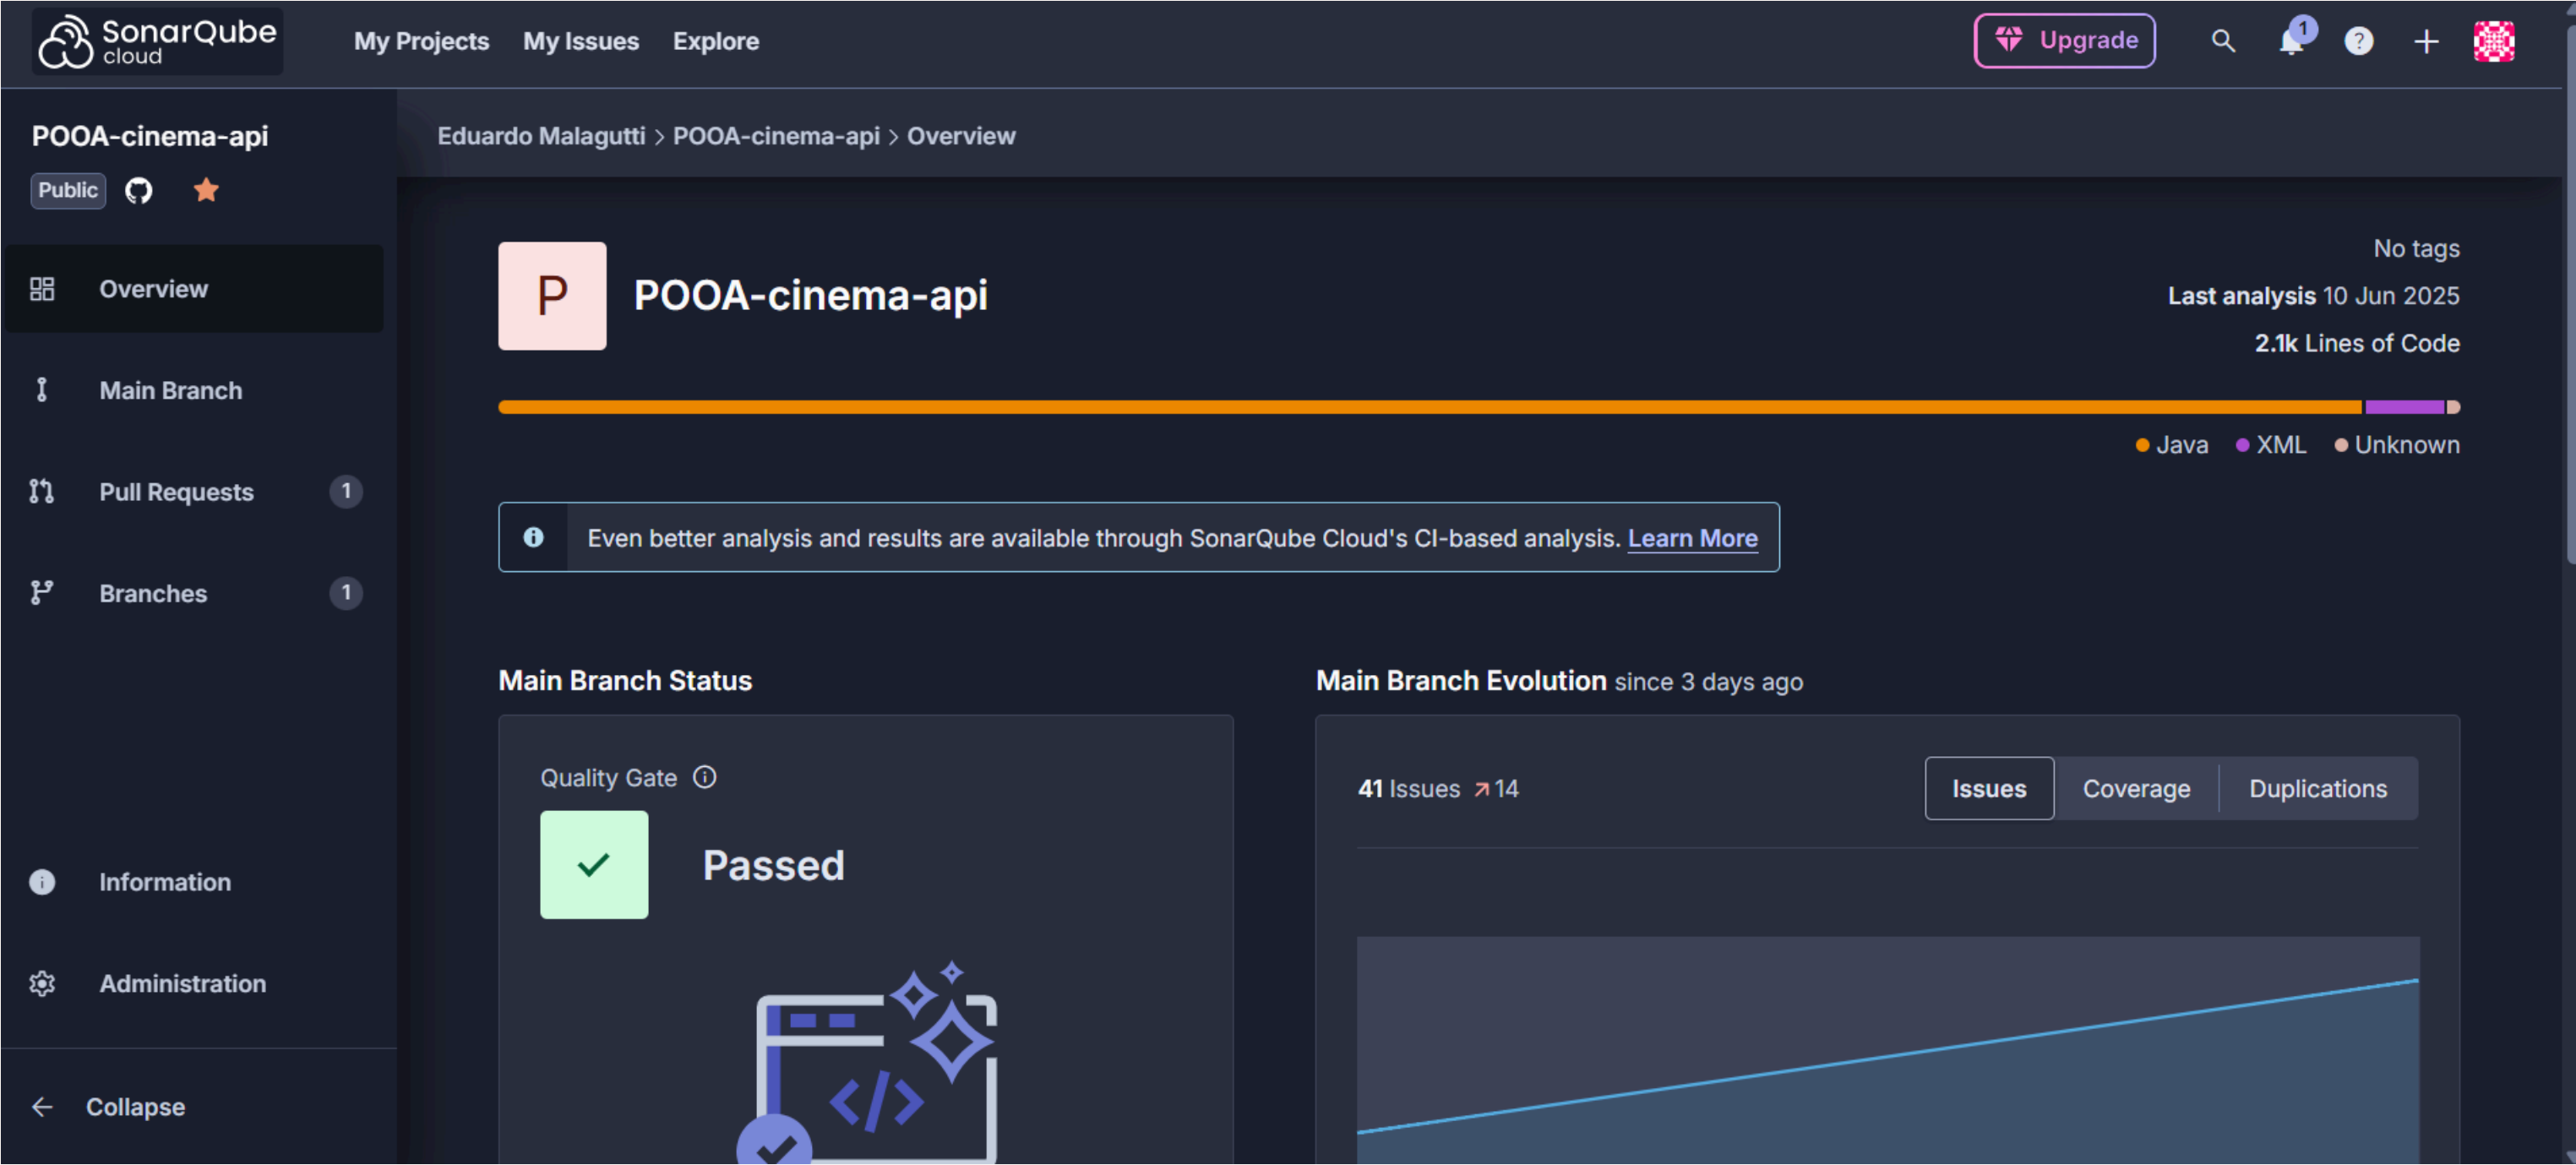 SonarQube
cloud
My Projects
My Issues
Explore
Upgrade
1
?
POOA-cinema-api
Public
Eduardo Malagutti > POOA-cinema-api > Overview
Overview
Main Branch
Pull Requests
1
Branches
1
Information
Administration
Collapse
P
POOA-cinema-api
No tags
Last analysis 10 Jun 2025
2.1k Lines of Code
Java
XML
Unknown
Even better analysis and results are available through SonarQube Cloud's CI-based analysis. Learn More
Main Branch Status
Quality Gate
Passed
</>
Main Branch Evolution since 3 days ago
41 Issues 14
Issues
Coverage
Duplications